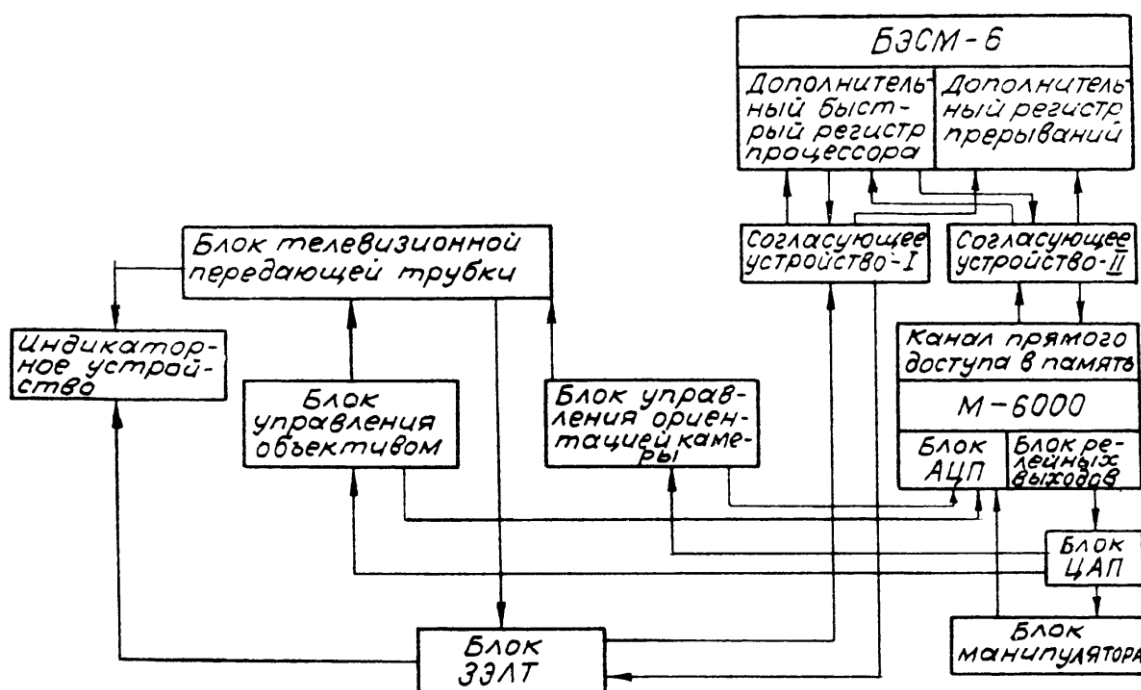 БЭСМ-6
Дополнитель-
ный быст-
рый регистр
процессора
Дополнитель-
ный регистр
прерываний
Блок телевизионной
передающей трубки
Согласующее
устройство-I
Согласующее
устройство-II
Индикатор-
ное устрой-
ство
Блок
управления
объективом
Блок управ-
ления ориен-
тацией каме-
ры
Канал прямого
доступа в память
М-6000
Блок
АЦП
Блок ре-
лейных
выходов
Блок
ЦАП
Блок
ЗЭЛТ
Блок
манипулятора